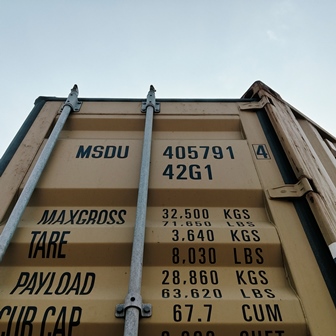 MSDU 405791 4
42G1
MAXGROSS 32.500 KGS
71.650 LBS
TARE 3.640 KGS
8,030 LBS
PAYLOAD 28,860 KGS
63.620 LBS
CUB CAP 67.7 CUM
CUFT